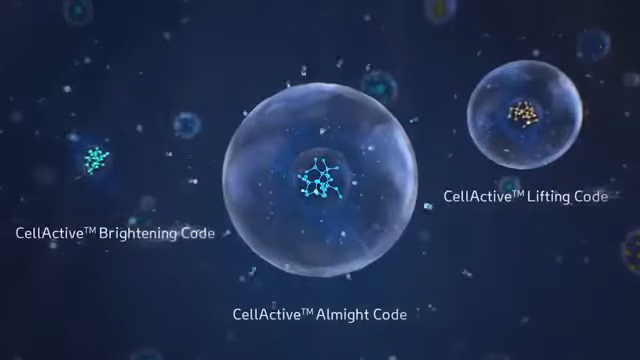 CellActive™ Lifting Code
CellActive™ Brightening Code
CellActive™ Almight Code